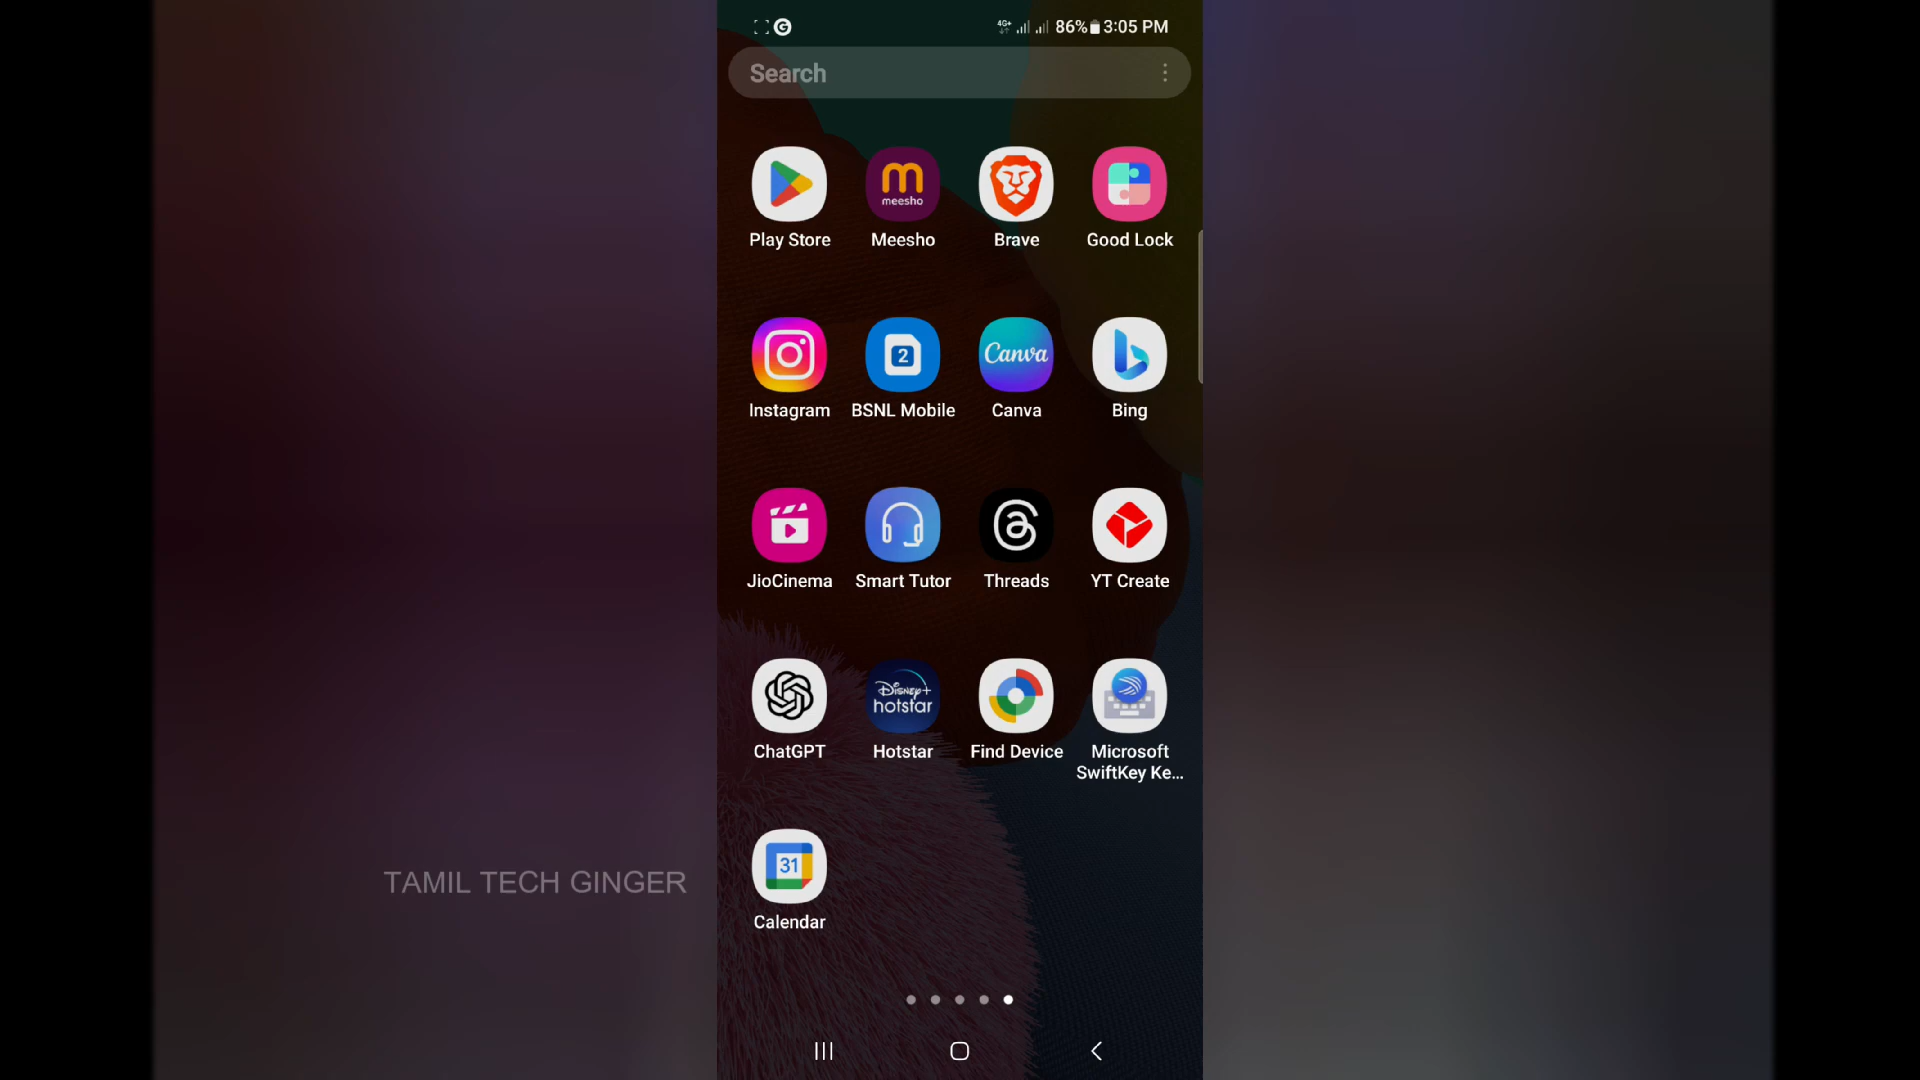 4G+ 86% 3:05 PM
Search
meesho
Play Store Meesho Brave Good Lock
2 Canva
Instagram BSNL Mobile Canva Bing
JioCinema Smart Tutor Threads YT Create
Disney+
hotstar
ChatGPT Hotstar Find Device Microsoft
SwiftKey Ke...
31
TAMIL TECH GINGER
Calendar